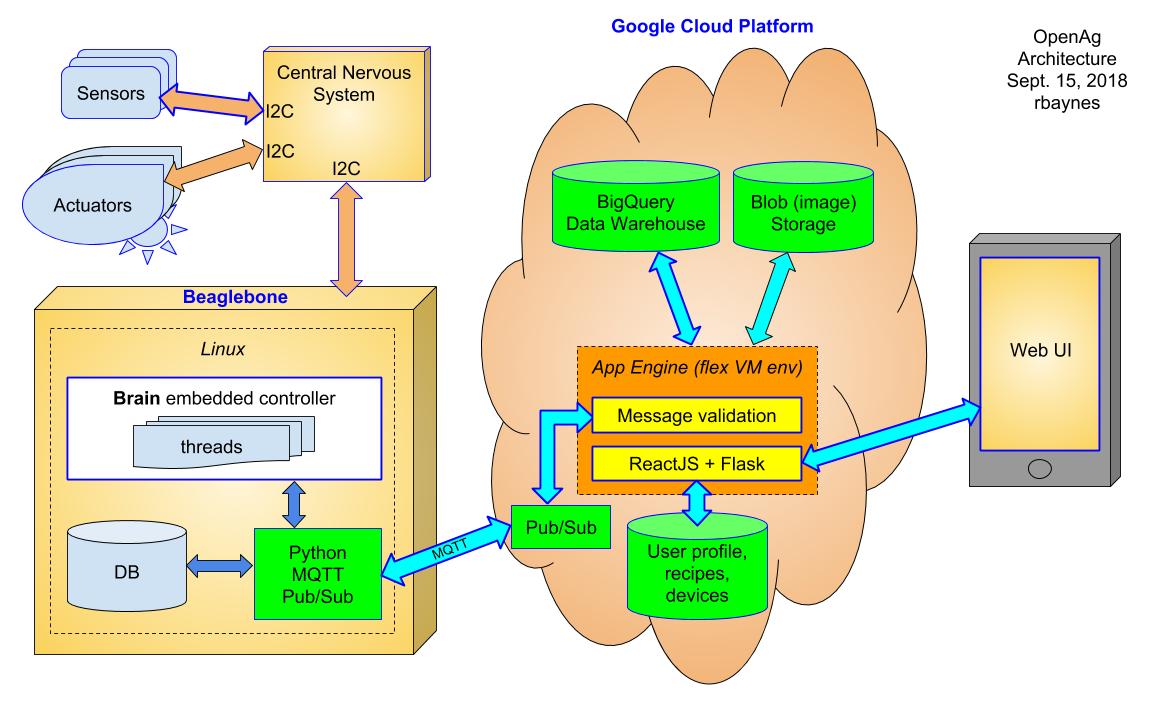 Google Cloud Platform
OpenAg
Architecture
Sept. 15, 2018
rbaynes
Sensors
Central Nervous
System
I2C
I2C
I2C
Actuators
Beaglebone
Linux
Brain embedded controller
threads
DB
Python
MQTT
Pub/Sub
MQTT
Pub/Sub
BigQuery
Data Warehouse
Blob (image)
Storage
App Engine (flex VM env)
Message validation
ReactJS + Flask
User profile,
recipes,
devices
Web UI